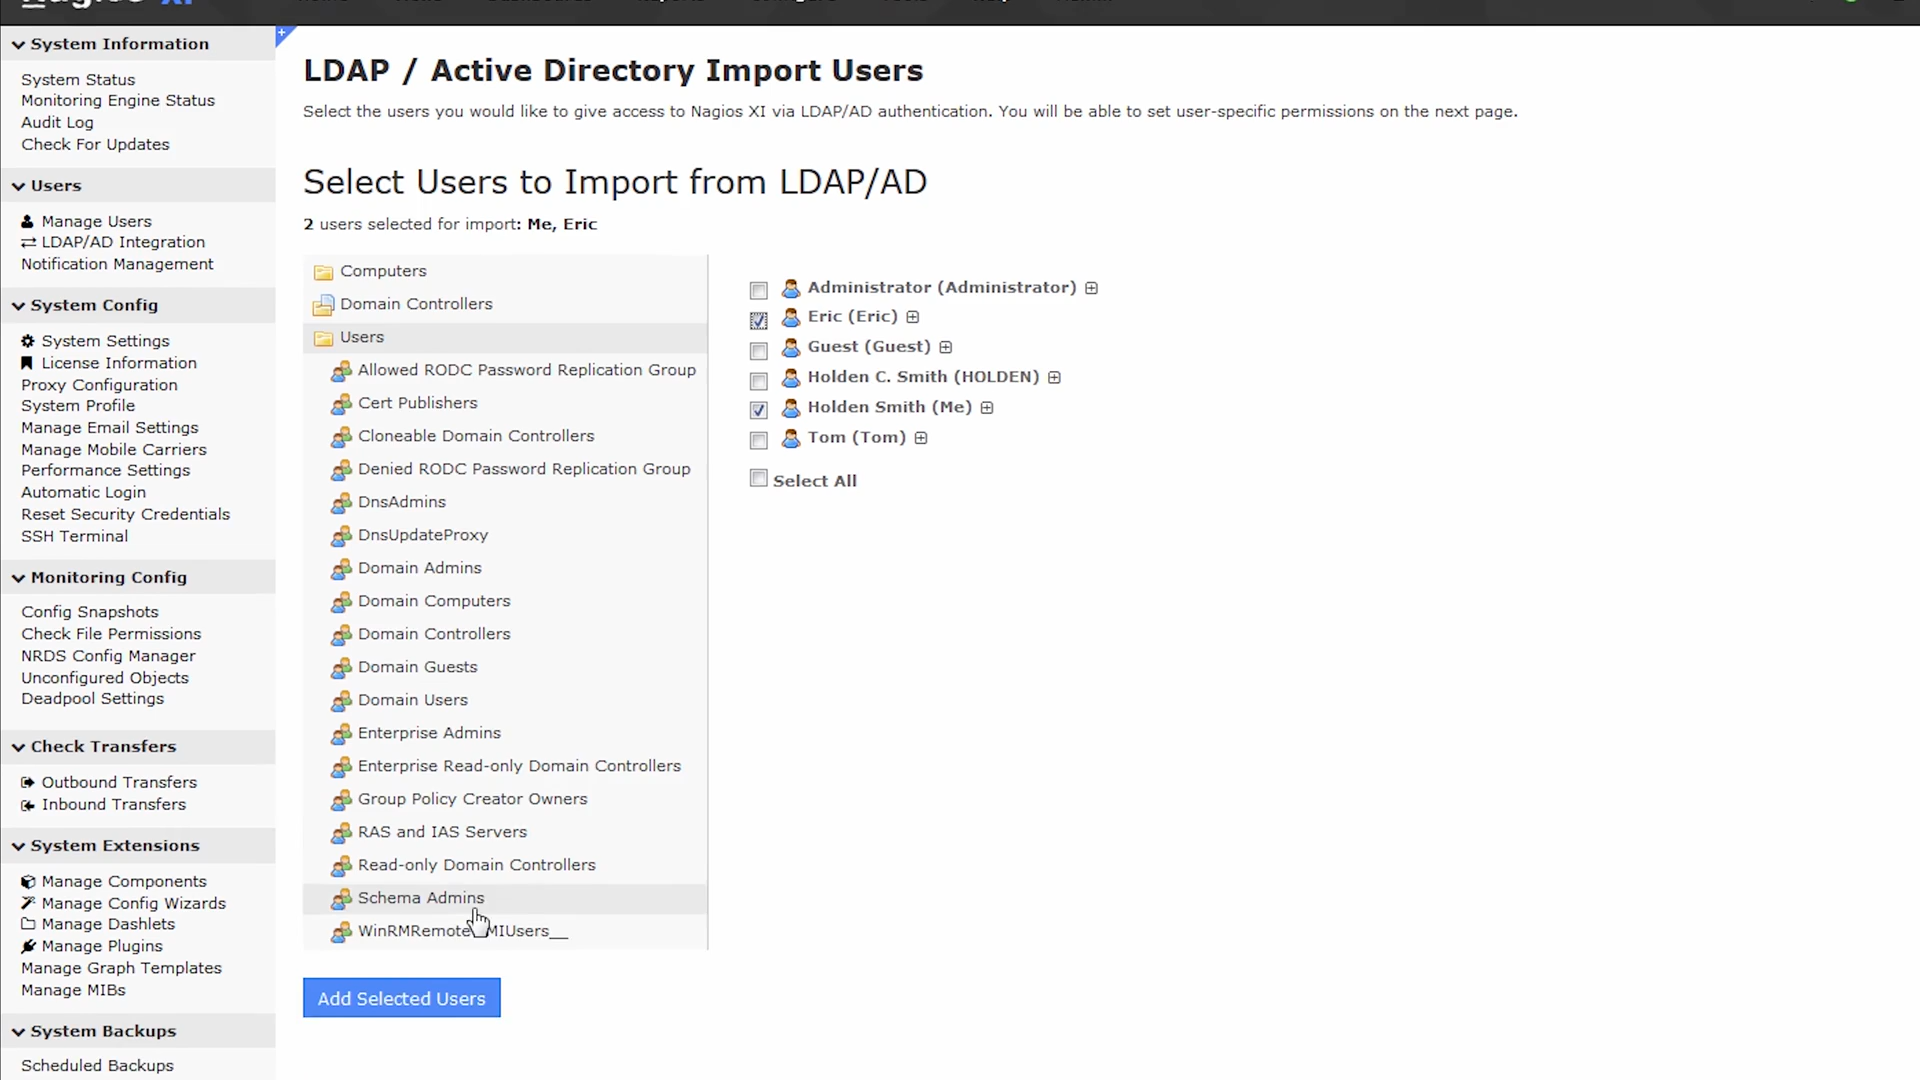 System Information
System Status
Monitoring Engine Status
Audit Log
Check For Updates
Users
Manage Users
LDAP/AD Integration
Notification Management
System Config
System Settings
License Information
Proxy Configuration
System Profile
Manage Email Settings
Manage Mobile Carriers
Performance Settings
Automatic Login
Reset Security Credentials
SSH Terminal
Monitoring Config
Config Snapshots
Check File Permissions
NRDS Config Manager
Unconfigured Objects
Deadpool Settings
Check Transfers
Outbound Transfers
Inbound Transfers
System Extensions
Manage Components
Manage Config Wizards
Manage Dashlets
Manage Plugins
Manage Graph Templates
Manage MIBs
System Backups
Scheduled Backups
LDAP / Active Directory Import Users
Select the users you would like to give access to Nagios XI via LDAP/AD authentication. You will be able to set user-specific permissions on the next page.
Select Users to Import from LDAP/AD
2 users selected for import: Me, Eric
Computers
Domain Controllers
Users
Allowed RODC Password Replication Group
Cert Publishers
Cloneable Domain Controllers
Denied RODC Password Replication Group
DnsAdmins
DnsUpdateProxy
Domain Admins
Domain Computers
Domain Controllers
Domain Guests
Domain Users
Enterprise Admins
Enterprise Read-only Domain Controllers
Group Policy Creator Owners
RAS and IAS Servers
Read-only Domain Controllers
Schema Admins
Administrator (Administrator)
Eric (Eric)
Guest (Guest)
Holden C. Smith (HOLDEN)
Holden Smith (Me)
Tom (Tom)
Select All
Add Selected Users